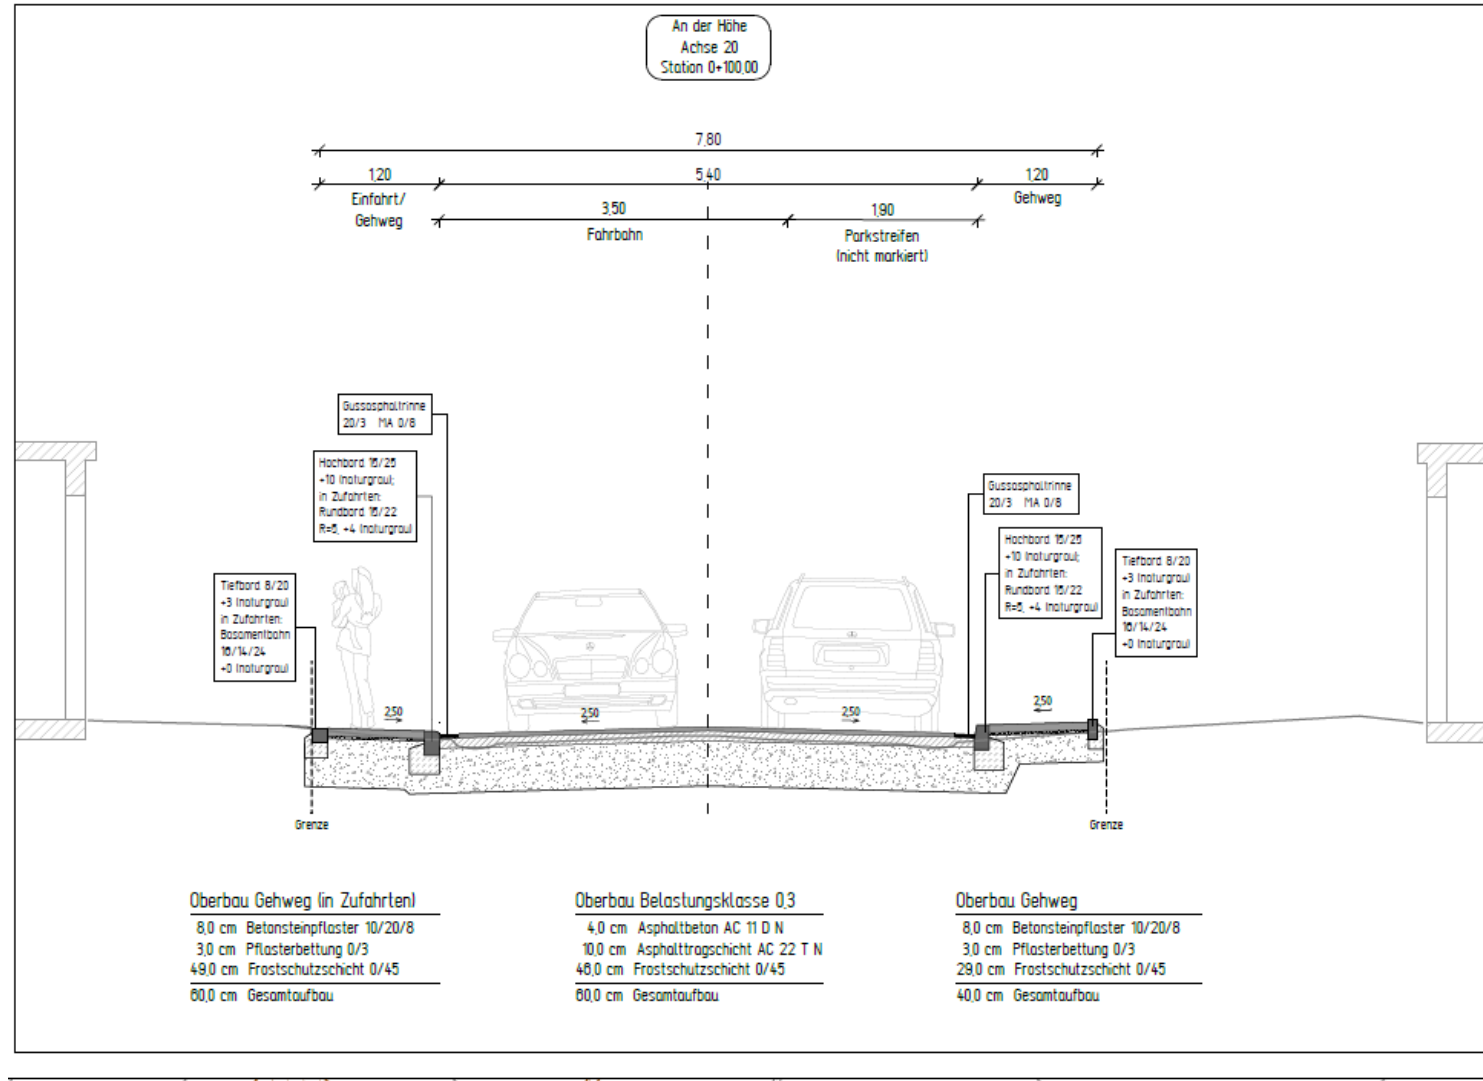 An der Höhe
Achse 20
Station 0+100,00
7,80
1,20
5,40
1,20
Einfahrt/
Gehweg
Gehweg
3,50
1,90
Fahrbahn
Parkstreifen
(nicht markiert)
Gussasphaltrinne
20/3 MA 0/8
Hochbord 15/25
+10 (naturgrau);
in Zufahrten:
Rundbord 15/22
R=5, +4 (naturgrau)
Gussasphaltrinne
20/3 MA 0/8
Hochbord 15/25
+10 (naturgrau);
in Zufahrten:
Rundbord 15/22
R=5, +4 (naturgrau)
Tiefbord 8/20
+3 (naturgrau)
in Zufahrten:
Basamentbahn
16/14/24
+0 (naturgrau)
Tiefbord 8/20
+3 (naturgrau)
in Zufahrten:
Basamentbahn
16/14/24
+0 (naturgrau)
2,50
2,50
2,50
2,50
Grenze
Grenze
Oberbau Gehweg (in Zufahrten)
8,0 cm Betonsteinpflaster 10/20/8
3,0 cm Pflasterbettung 0/3
49,0 cm Frostschutzschicht 0/45
60,0 cm Gesamtaufbau
Oberbau Belastungsklasse 0,3
4,0 cm Asphaltbeton AC 11 D N
10,0 cm Asphalttragschicht AC 22 T N
46,0 cm Frostschutzschicht 0/45
60,0 cm Gesamtaufbau
Oberbau Gehweg
8,0 cm Betonsteinpflaster 10/20/8
3,0 cm Pflasterbettung 0/3
29,0 cm Frostschutzschicht 0/45
40,0 cm Gesamtaufbau